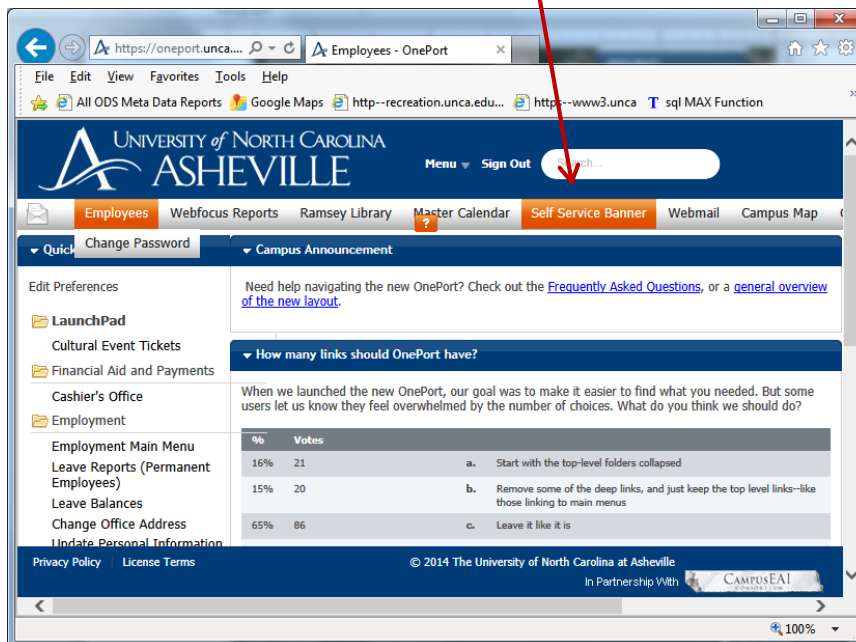 https://oneport.unca....
Employees - OnePort
File Edit View Favorites Tools Help
All ODS Meta Data Reports Google Maps http--recreation.unca.edu... https--www3.unca T sql MAX Function
UNIVERSITY of NORTH CAROLINA
ASHEVILLE
Menu Sign Out Search...
Employees Webfocus Reports Ramsey Library Master Calendar Self Service Banner Webmail Campus Map
?
Change Password
Quick
Campus Announcement
Edit Preferences
Need help navigating the new OnePort? Check out the Frequently Asked Questions, or a general overview
of the new layout.
LaunchPad
Cultural Event Tickets
Financial Aid and Payments
Cashier's Office
Employment
Employment Main Menu
Leave Reports (Permanent
Employees)
Leave Balances
Change Office Address
Update Personal Information
How many links should OnePort have?
When we launched the new OnePort, our goal was to make it easier to find what you needed. But some
users let us know they feel overwhelmed by the number of choices. What do you think we should do?
% Votes
16% 21 a. Start with the top-level folders collapsed
15% 20 b. Remove some of the deep links, and just keep the top level links--like
those linking to main menus
65% 86 c. Leave it like it is
Privacy Policy License Terms
© 2014 The University of North Carolina at Asheville
In Partnership With CAMPUSEAI
CONSORTIUM
100%